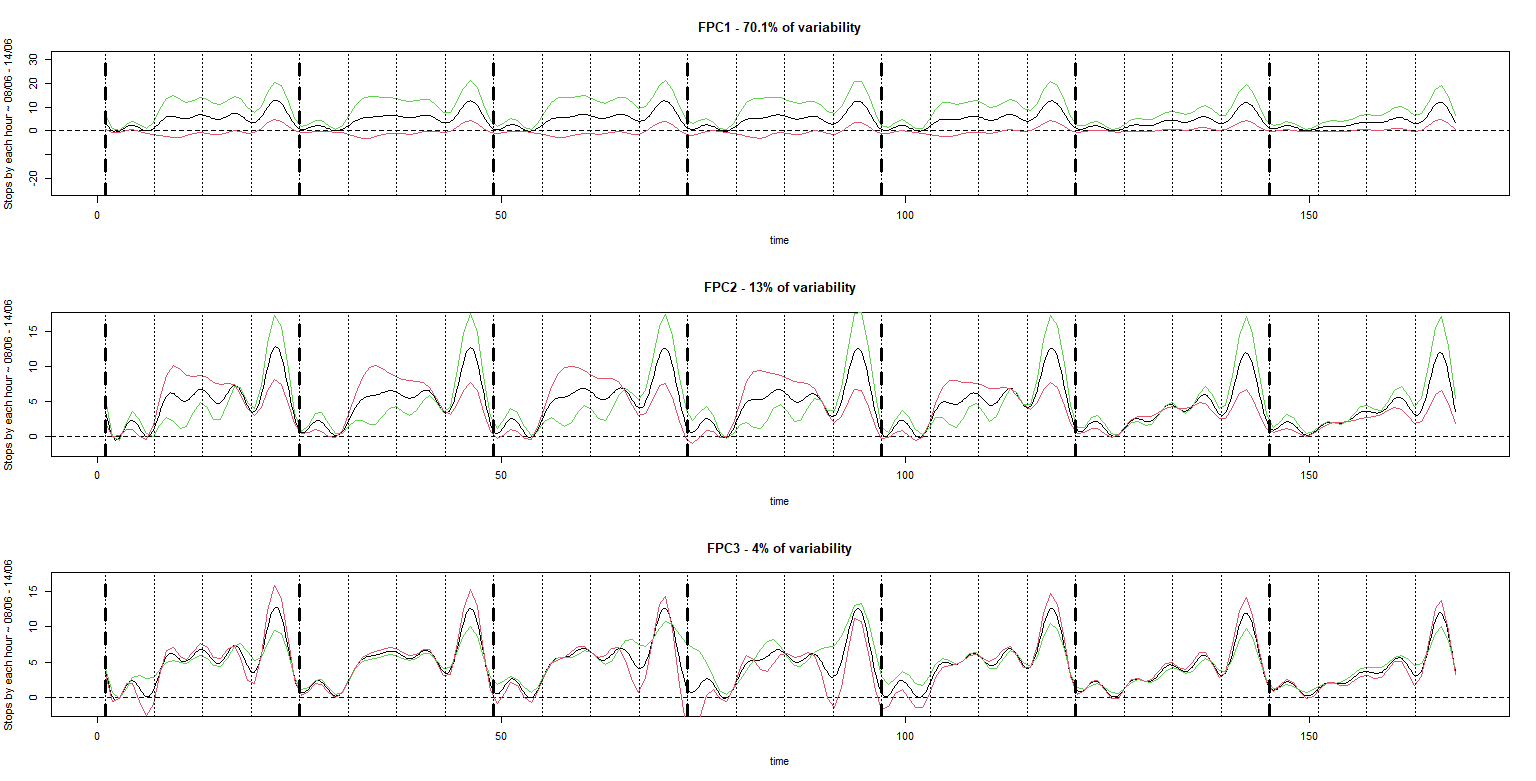 FPC1 - 70.1% of variability
Stops by each hour ~ 08/06 - 14/06
30
20
10
0
-20
0
50
100
150
time
FPC2 - 13% of variability
Stops by each hour ~ 08/06 - 14/06
15
10
5
0
0
50
100
150
time
FPC3 - 4% of variability
Stops by each hour ~ 08/06 - 14/06
15
10
5
0
0
50
100
150
time